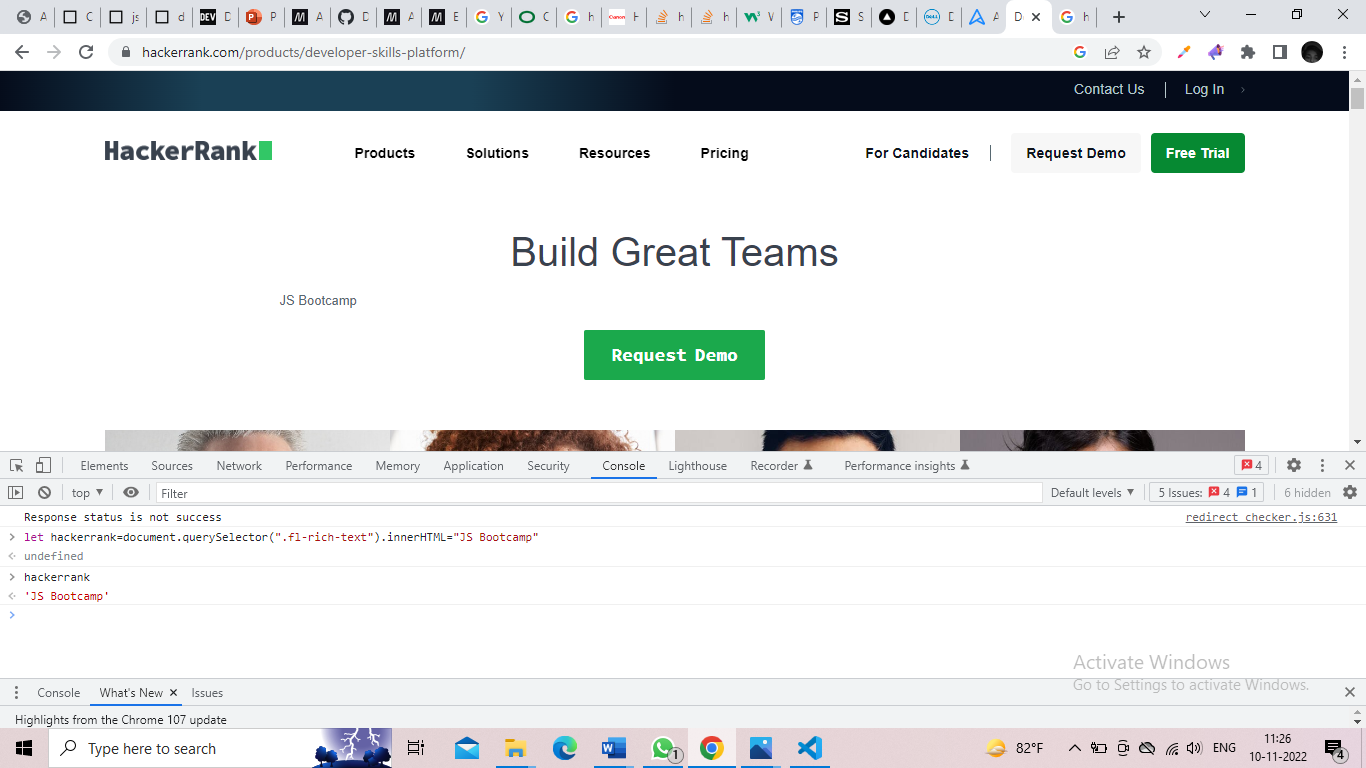 A C js d DEV D P P M A D M A M E G Y O C G h Canon H h h W P S S D DELL D A D G h
hackerrank.com/products/developer-skills-platform/
Contact Us Log In
HackerRank Products Solutions Resources Pricing For Candidates Request Demo Free Trial
Build Great Teams
JS Bootcamp
Request Demo
Elements Sources Network Performance Memory Application Security Console Lighthouse Recorder Performance insights 4
top Filter Default levels 5 Issues: 4 1 6 hidden
Response status is not success redirect checker.js:631
let hackerrank=document.querySelector(".fl-rich-text").innerHTML="JS Bootcamp"
undefined
hackerrank
'JS Bootcamp'
Activate Windows
Go to Settings to activate Windows.
Console What's New Issues
Highlights from the Chrome 107 update
Type here to search 1 82°F ENG 11:26
10-11-2022 4